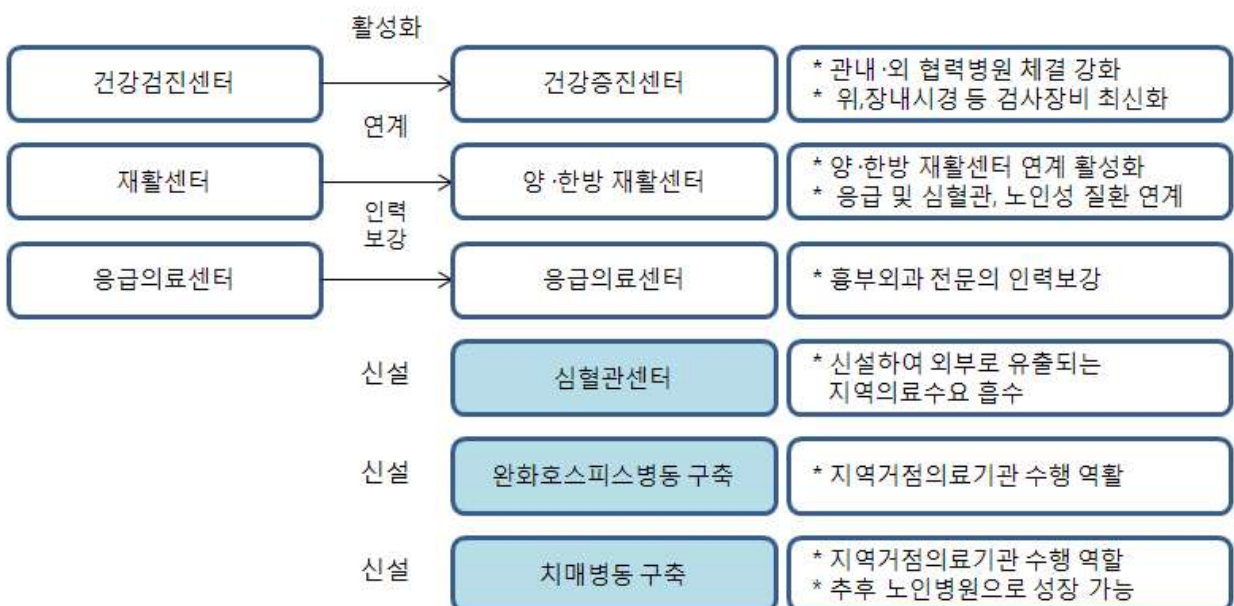 활성화
건강검진센터
건강증진센터
* 관내·외 협력병원 체결 강화
* 위,장내시경 등 검사장비 최신화
연계
재활센터
양·한방 재활센터
* 양·한방 재활센터 연계 활성화
* 응급 및 심혈관, 노인성 질환 연계
인력
보강
응급의료센터
응급의료센터
* 흉부외과 전문의 인력보강
신설
심혈관센터
* 신설하여 외부로 유출되는
지역의료수요 흡수
신설
완화호스피스병동 구축
* 지역거점의료기관 수행 역활
신설
치매병동 구축
* 지역거점의료기관 수행 역할
* 추후 노인병원으로 성장 가능